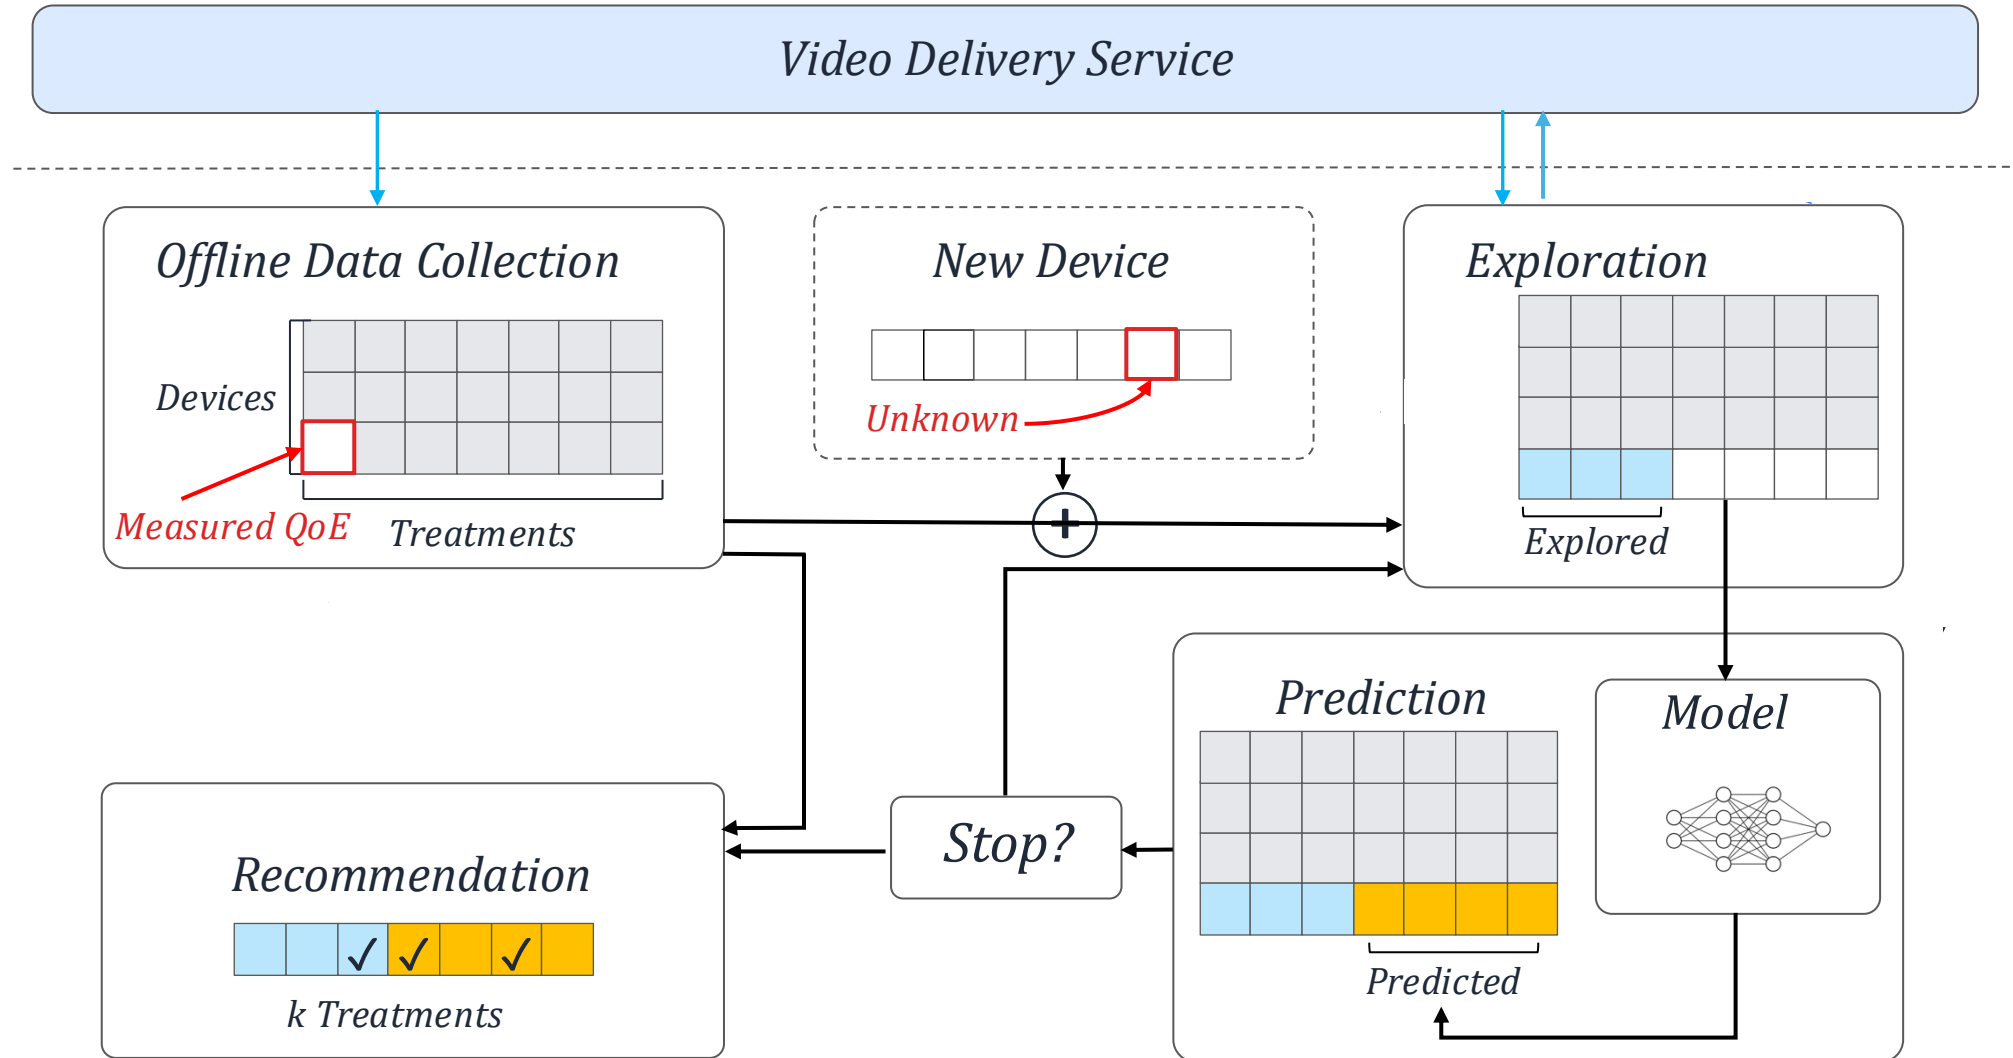 Video Delivery Service
Offline Data Collection
Devices
Measured QoE
Treatments
New Device
Unknown
+
Exploration
Explored
Prediction
Predicted
Model
Stop?
Recommendation
✓ ✓ ✓
k Treatments